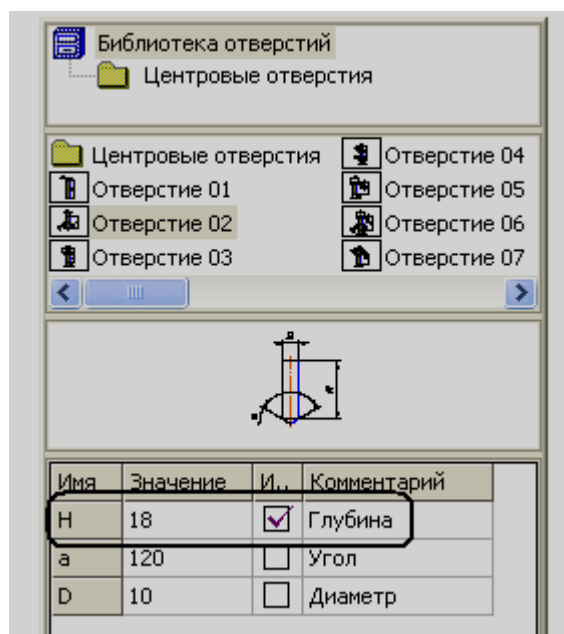 Библиотека отверстий
Центровые отверстия
Центровые отверстия
Отверстие 01
Отверстие 02
Отверстие 03
Отверстие 04
Отверстие 05
Отверстие 06
Отверстие 07
Имя Значение И.. Комментарий
H 18 Глубина
a 120 Угол
D 10 Диаметр